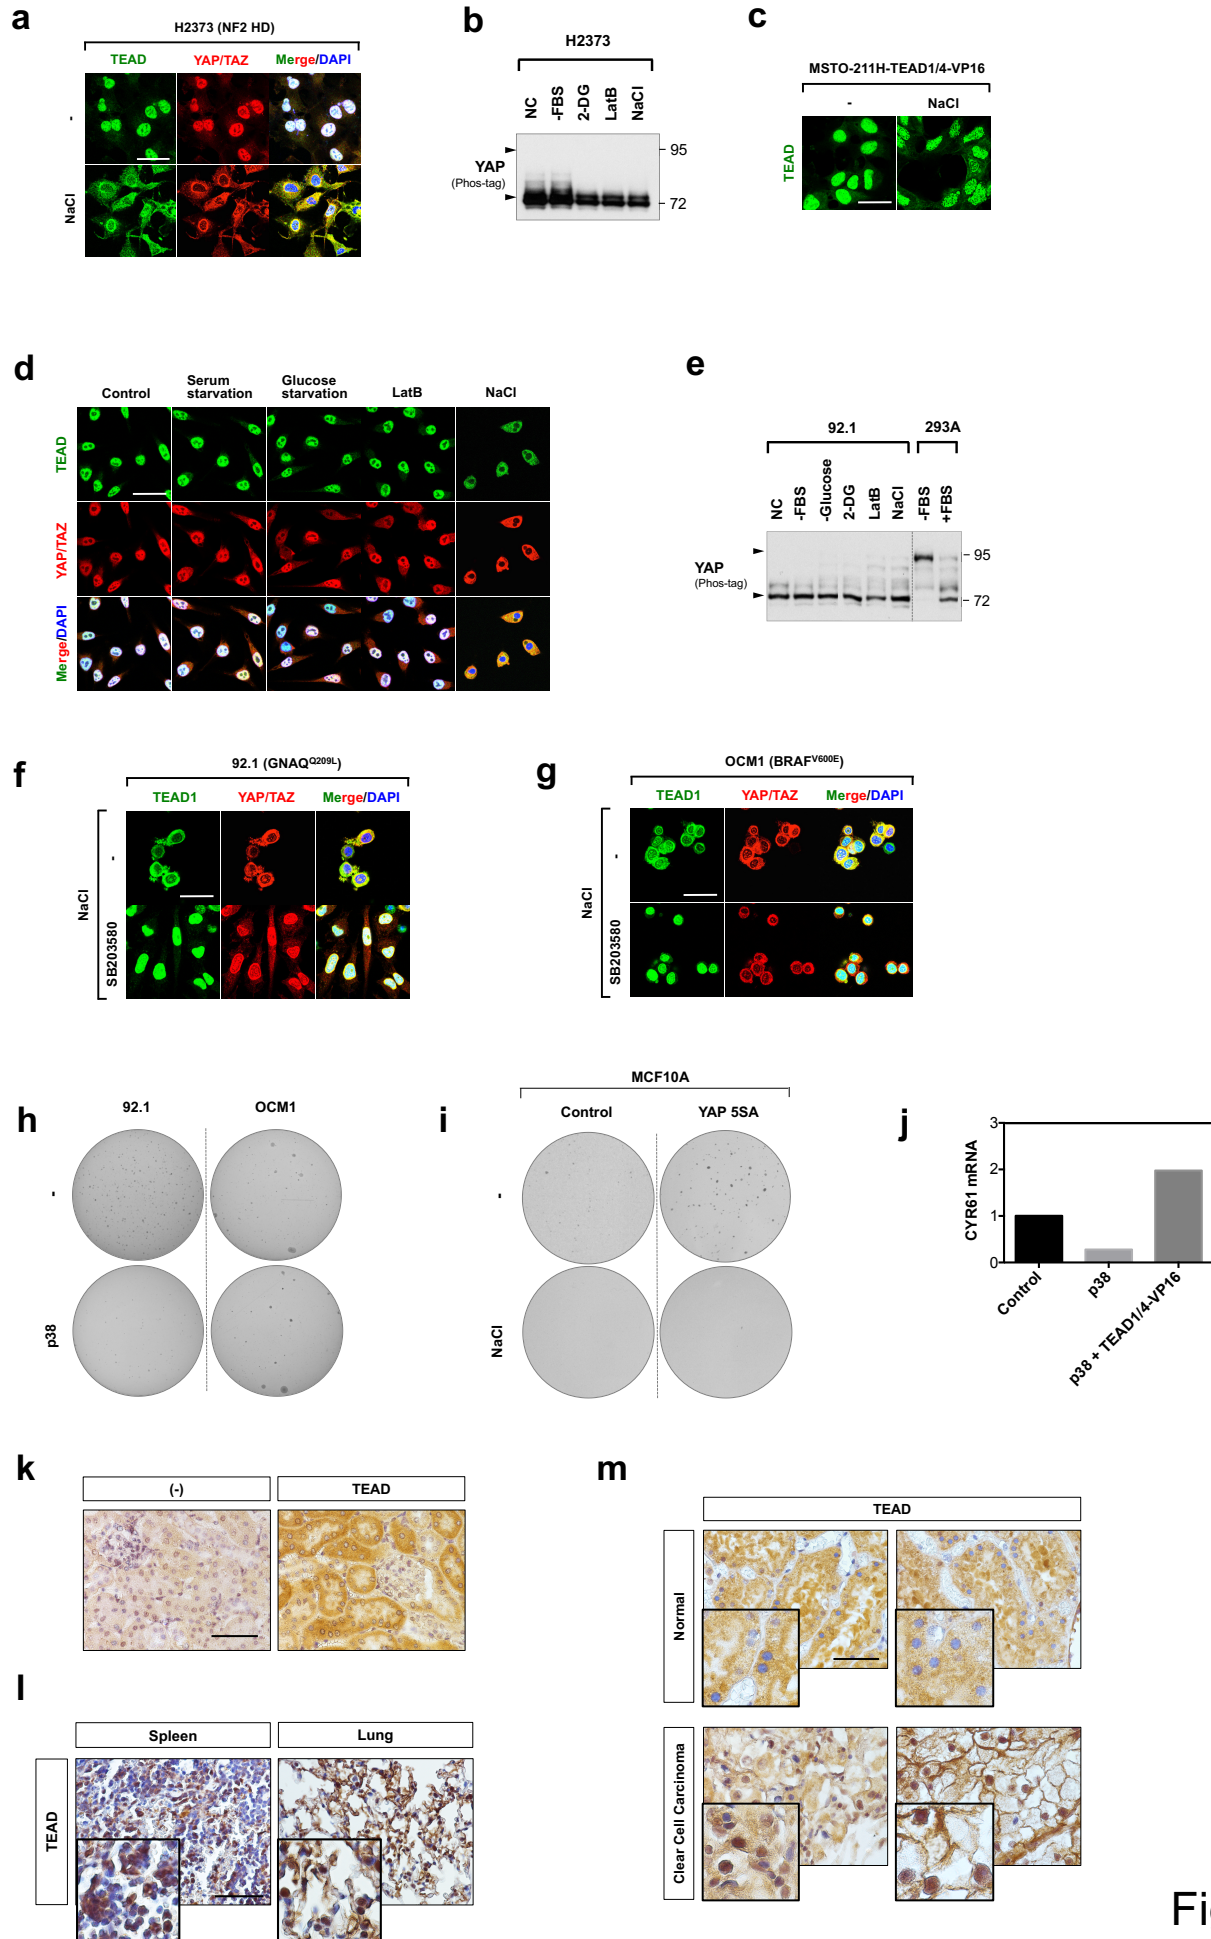 a
H2373 (NF2 HD)
TEAD YAP/TAZ Merge/DAPI
-
NaCl
b
H2373
NC -FBS 2-DG LatB NaCl
YAP
(Phos-tag)
95
72
c
MSTO-211H-TEAD1/4-VP16
- NaCl
TEAD
d
Control Serum starvation Glucose starvation LatB NaCl
TEAD
YAP/TAZ
Merge/DAPI
e
92.1 293A
NC -FBS -Glucose 2-DG LatB NaCl -FBS +FBS
YAP
(Phos-tag)
95
72
f
92.1 (GNAQQ209L)
TEAD1 YAP/TAZ Merge/DAPI
NaCl
-
SB203580
g
OCM1 (BRAFV600E)
TEAD1 YAP/TAZ Merge/DAPI
NaCl
-
SB203580
h
92.1 OCM1
-
p38
i
MCF10A
Control YAP 5SA
-
NaCl
j
CYR61 mRNA
3
2
1
0
Control
p38
p38 + TEAD1/4-VP16
k
(-) TEAD
l
Spleen Lung
TEAD
m
TEAD
Normal
Clear Cell Carcinoma